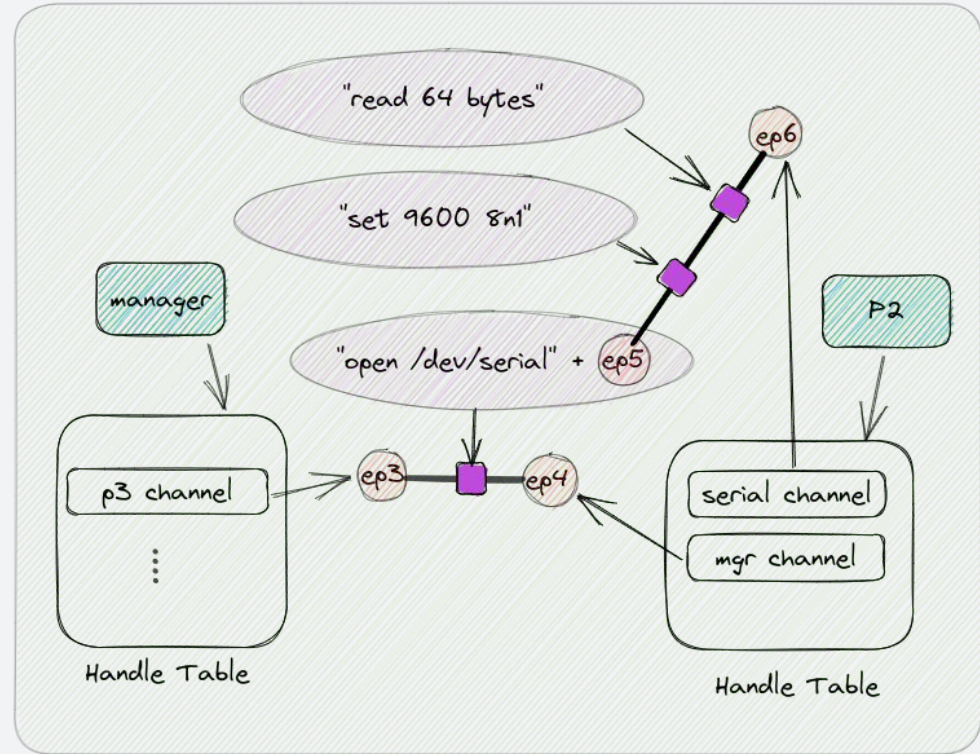 "read 64 bytes"
ep6
"set 9600 8n1"
manager
P2
"open /dev/serial" + ep5
p3 channel
ep3
ep4
serial channel
mgr channel
Handle Table
Handle Table